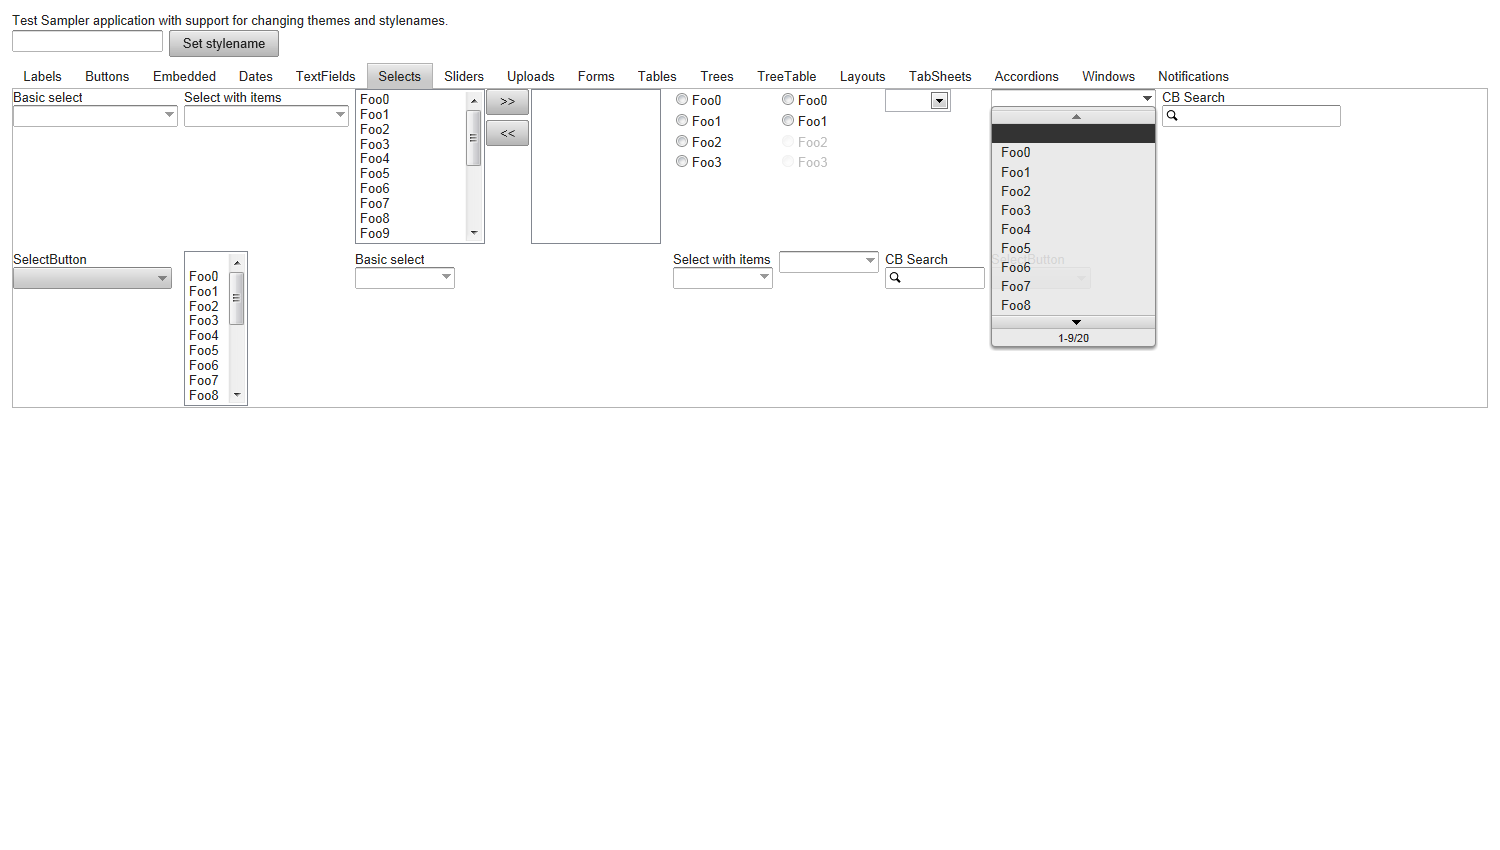 Test Sampler application with support for changing themes and stylenames.
Set stylename
Labels Buttons Embedded Dates TextFields Selects Sliders Uploads Forms Tables Trees TreeTable Layouts TabSheets Accordions Windows Notifications
Basic select
Select with items
Foo0
Foo1
Foo2
Foo3
Foo4
Foo5
Foo6
Foo7
Foo8
Foo9
>>
<<
Foo0
Foo1
Foo2
Foo3
Foo0
Foo1
Foo2
Foo3
Foo0
Foo1
Foo2
Foo3
Foo4
Foo5
Foo6
Foo7
Foo8
1-9/20
CB Search
SelectButton
Foo0
Foo1
Foo2
Foo3
Foo4
Foo5
Foo6
Foo7
Foo8
Basic select
Select with items
CB Search
SelectButton